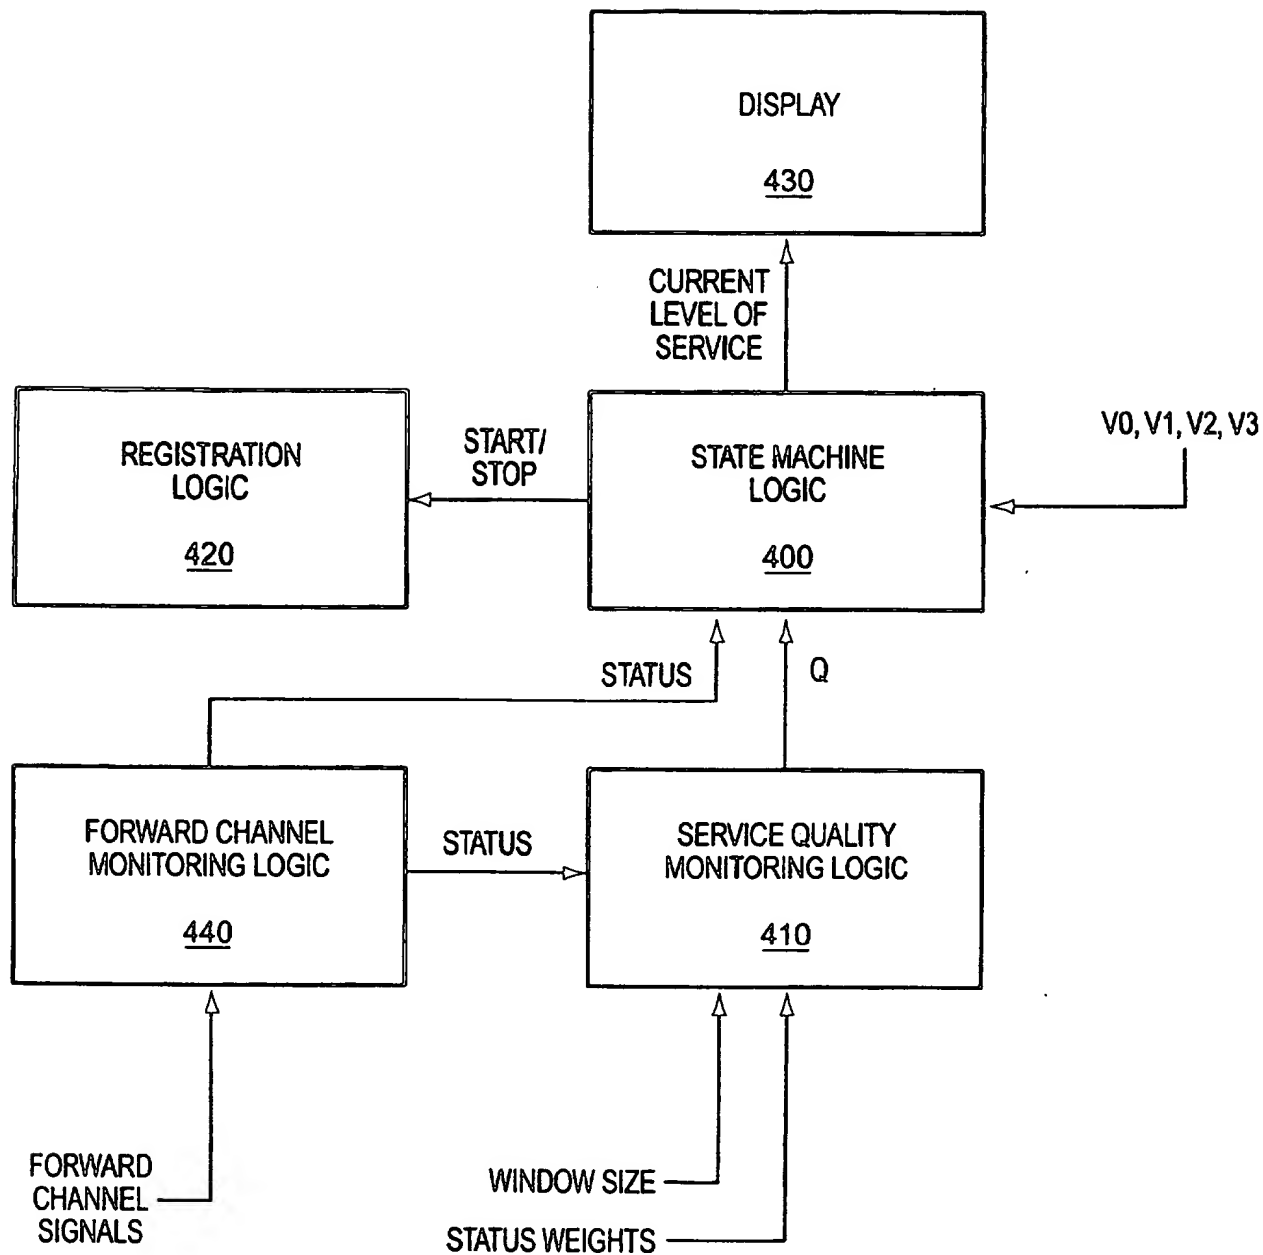 DISPLAY
430
CURRENT
LEVEL OF
SERVICE
REGISTRATION
LOGIC
420
START/
STOP
STATE MACHINE
LOGIC
400
V0, V1, V2, V3
STATUS
Q
FORWARD CHANNEL
MONITORING LOGIC
440
STATUS
SERVICE QUALITY
MONITORING LOGIC
410
FORWARD
CHANNEL
SIGNALS
WINDOW SIZE
STATUS WEIGHTS